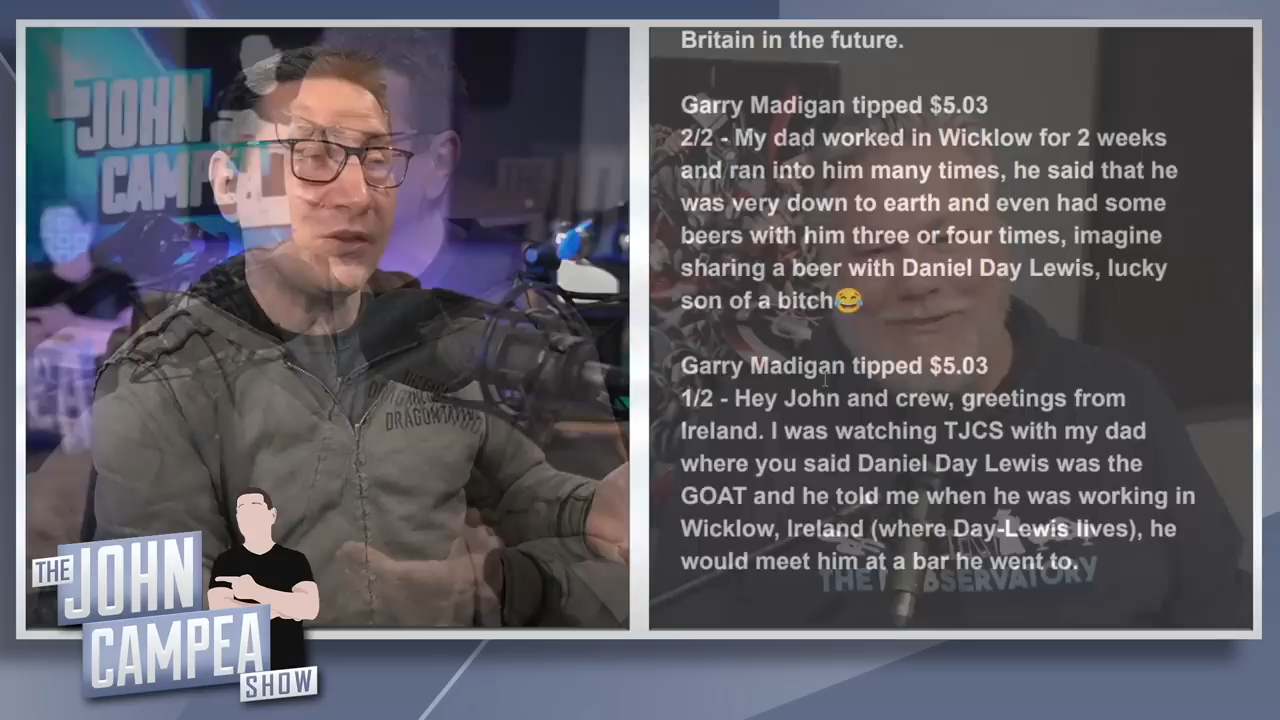 JOHN
CAMPEA
Britain in the future.
Garry Madigan tipped $5.03
2/2 - My dad worked in Wicklow for 2 weeks
and ran into him many times, he said that he
was very down to earth and even had some
beers with him three or four times, imagine
sharing a beer with Daniel Day Lewis, lucky
son of a bitch😂
Garry Madigan tipped $5.03
1/2 - Hey John and crew, greetings from
Ireland. I was watching TJCS with my dad
where you said Daniel Day Lewis was the
GOAT and he told me when he was working in
Wicklow, Ireland (where Day-Lewis lives), he
would meet him at a bar he went to.
THE OBSERVATORY
THE
JOHN
CAMPEA
SHOW